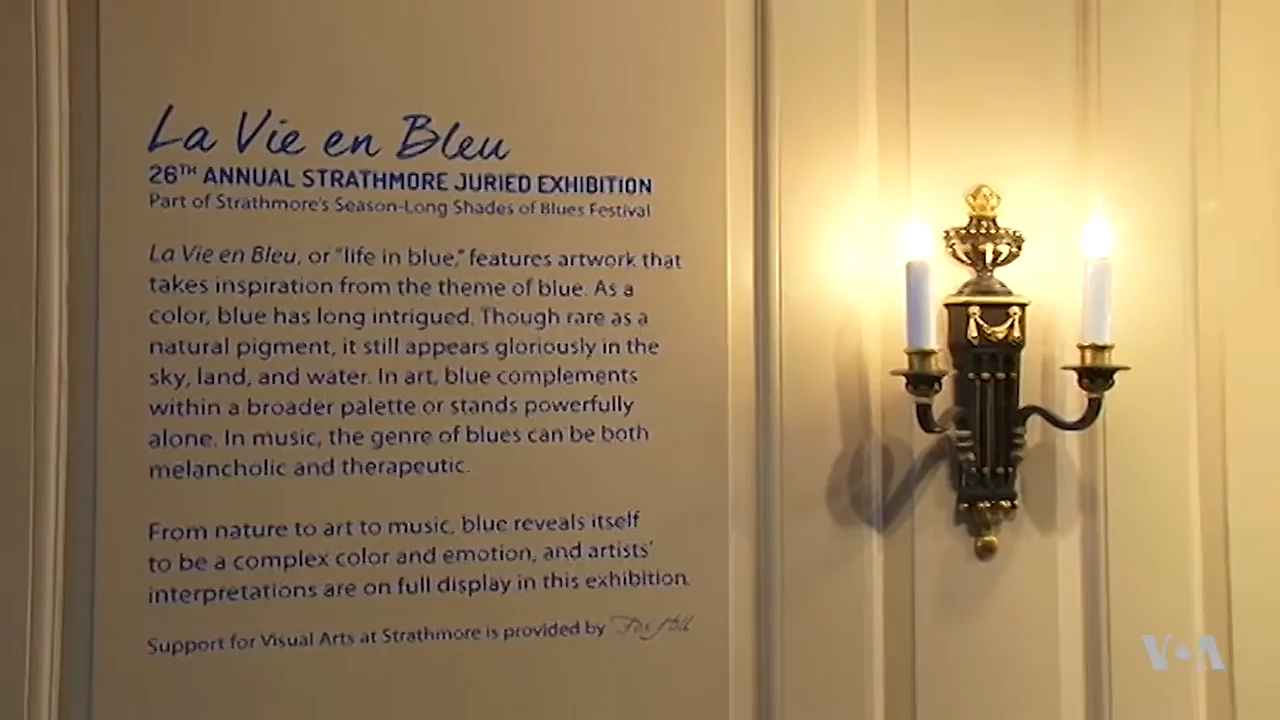 La Vie en Bleu
26TH ANNUAL STRATHMORE JURIED EXHIBITION
Part of Strathmore's Season-Long Shades of Blues Festival
La Vie en Bleu, or "life in blue," features artwork that
takes inspiration from the theme of blue. As a
color, blue has long intrigued. Though rare as a
natural pigment, it still appears gloriously in the
sky, land, and water. In art, blue complements
within a broader palette or stands powerfully
alone. In music, the genre of blues can be both
melancholic and therapeutic.
From nature to art to music, blue reveals itself
to be a complex color and emotion, and artists'
interpretations are on full display in this exhibition.
Support for Visual Arts at Strathmore is provided by
VOA